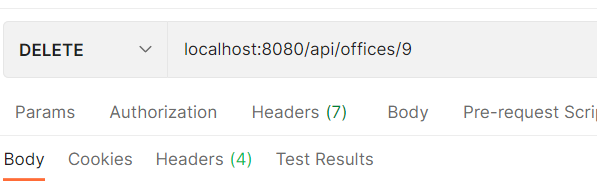 DELETE localhost:8080/api/offices/9
Params Authorization Headers (7) Body Pre-request Scrip
Body Cookies Headers (4) Test Results